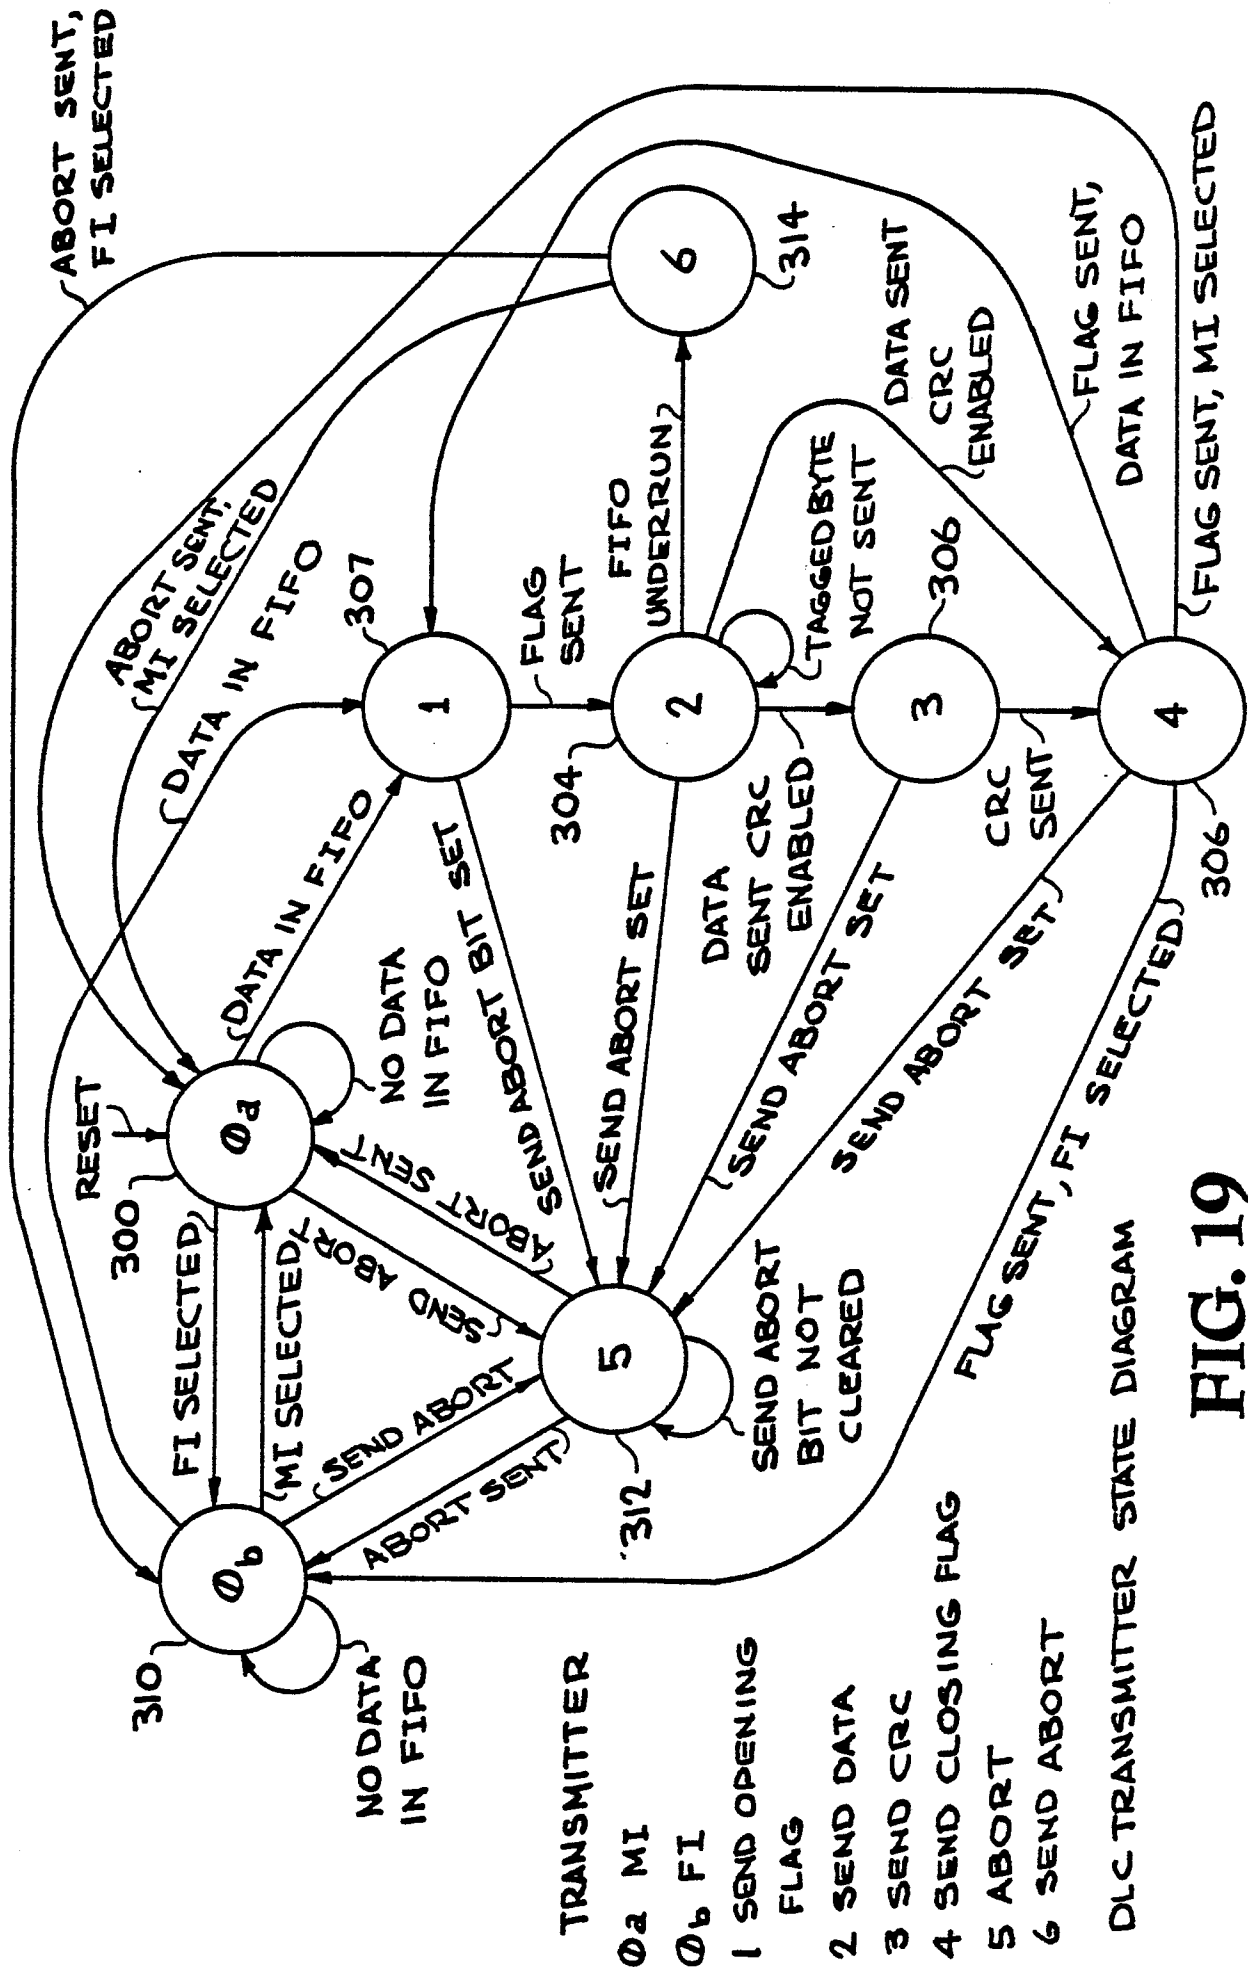 ABORT SENT,
FI SELECTED
ABORT SENT,
MI SELECTED
DATA IN FIFO
RESET
300
FI SELECTED
MI SELECTED
310
0b
0a
DATA IN FIFO
307
1
FLAG
SENT
NO DATA
IN FIFO
NO DATA
IN FIFO
SEND ABORT
ABORT SENT
SEND ABORT
ABORT SENT
SEND ABORT BIT SET
312
5
SEND ABORT
BIT NOT
CLEARED
304
2
FIFO
UNDERRUN
6
314
SEND ABORT SET
DATA
SENT CRC
ENABLED
TAGGED BYTE
NOT SENT
DATA SENT
CRC
ENABLED
SEND ABORT SET
3
306
CRC
SENT
SEND ABORT SET
4
306
FLAG SENT,
DATA IN FIFO
FLAG SENT, MI SELECTED
FLAG SENT, FI SELECTED
TRANSMITTER
0a MI
0b FI
1 SEND OPENING
FLAG
2 SEND DATA
3 SEND CRC
4 SEND CLOSING FLAG
5 ABORT
6 SEND ABORT
DLC TRANSMITTER STATE DIAGRAM
FIG. 19